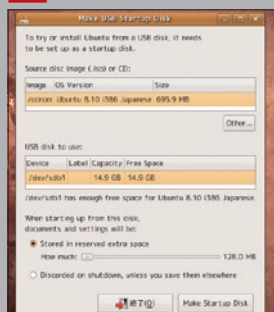 Make USB Startup Disk
To try or install Ubuntu from a USB disk, it needs
to be set up as a startup disk.
Source disc image (.iso) or CD:
Image OS Version Size
/cdrom Ubuntu 8.10 i386 Japanese 695.9 MB
Other...
USB disk to use:
Device Label Capacity Free Space
/dev/sdb1 14.9 GB 14.9 GB
/dev/sdb1 has enough free space for Ubuntu 8.10 i386 Japanese.
When starting up from this disk,
documents and settings will be:
Stored in reserved extra space
How much: 128.0 MB
Discarded on shutdown, unless you save them elsewhere
終了(Q) Make Startup Disk